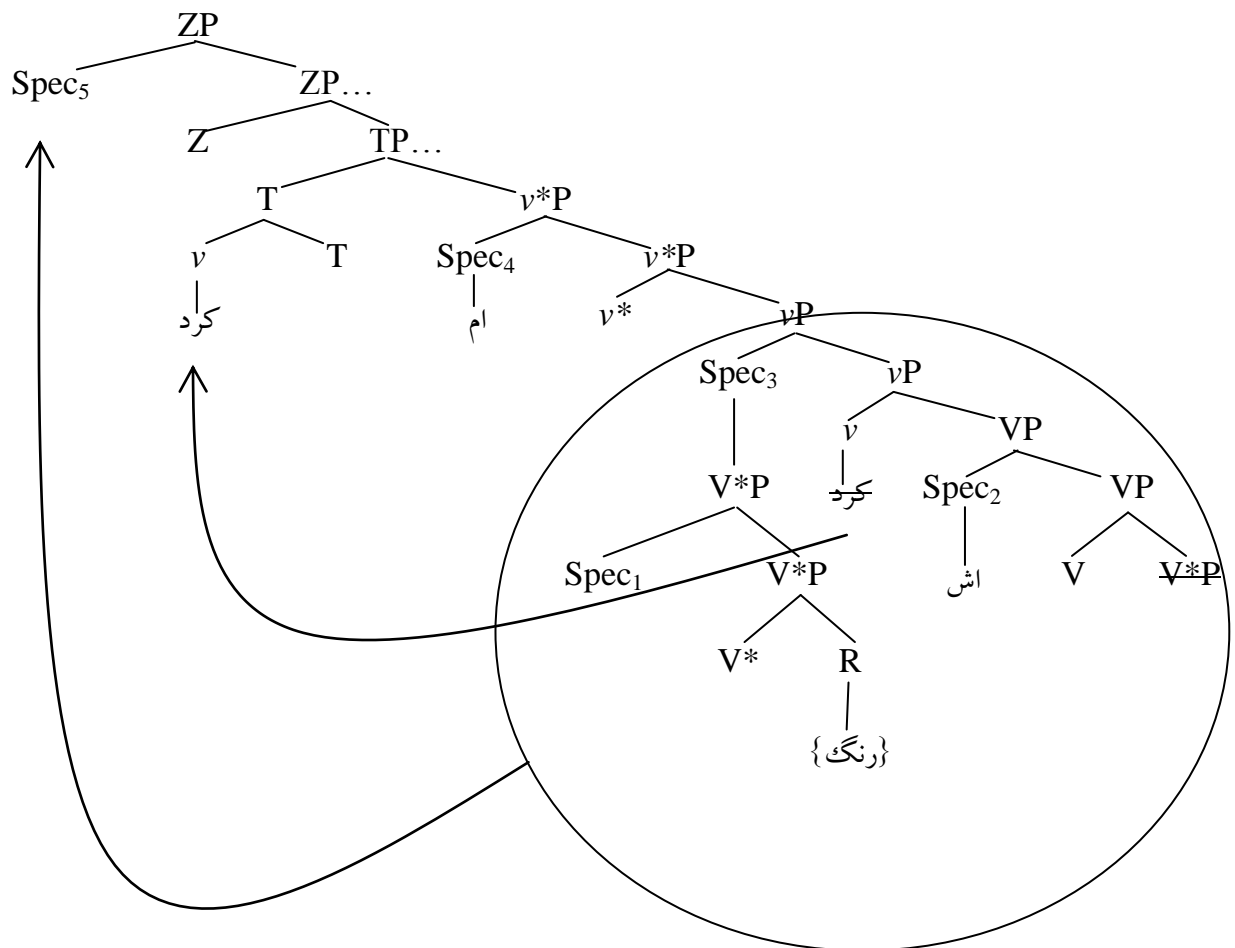 ZP
Spec₅ ZP…
Z TP…
T v*P
v T Spec₄ v*P
کرد ام v* vP
Spec₃ vP
v VP
V*P کرد Spec₂ VP
Spec₁ V*P اش V V*P
V* R
{رنگ}